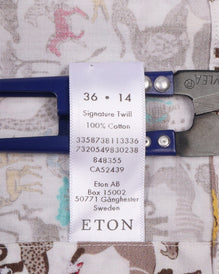 36 • 14
Signature Twill
100% Cotton
3358738113336
7320549830238
848355
CA52439
Eton AB
Box 15002
50771 Gånghester
Sweden
ETON